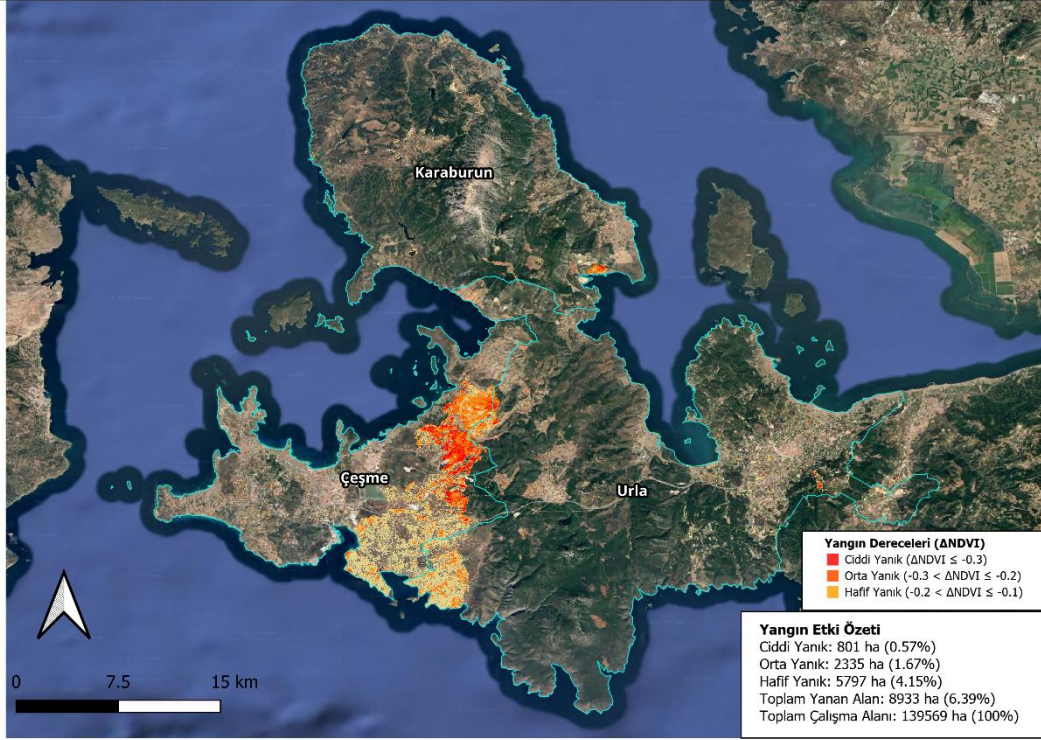 Karaburun
Çeşme
Urla
Yangın Dereceleri (ΔNDVI)
Ciddi Yanık (ΔNDVI ≤ -0.3)
Orta Yanık (-0.3 < ΔNDVI ≤ -0.2)
Hafif Yanık (-0.2 < ΔNDVI ≤ -0.1)
Yangın Etki Özeti
Ciddi Yanık: 801 ha (0.57%)
Orta Yanık: 2335 ha (1.67%)
Hafif Yanık: 5797 ha (4.15%)
Toplam Yanan Alan: 8933 ha (6.39%)
Toplam Çalışma Alanı: 139569 ha (100%)
0 7.5 15 km